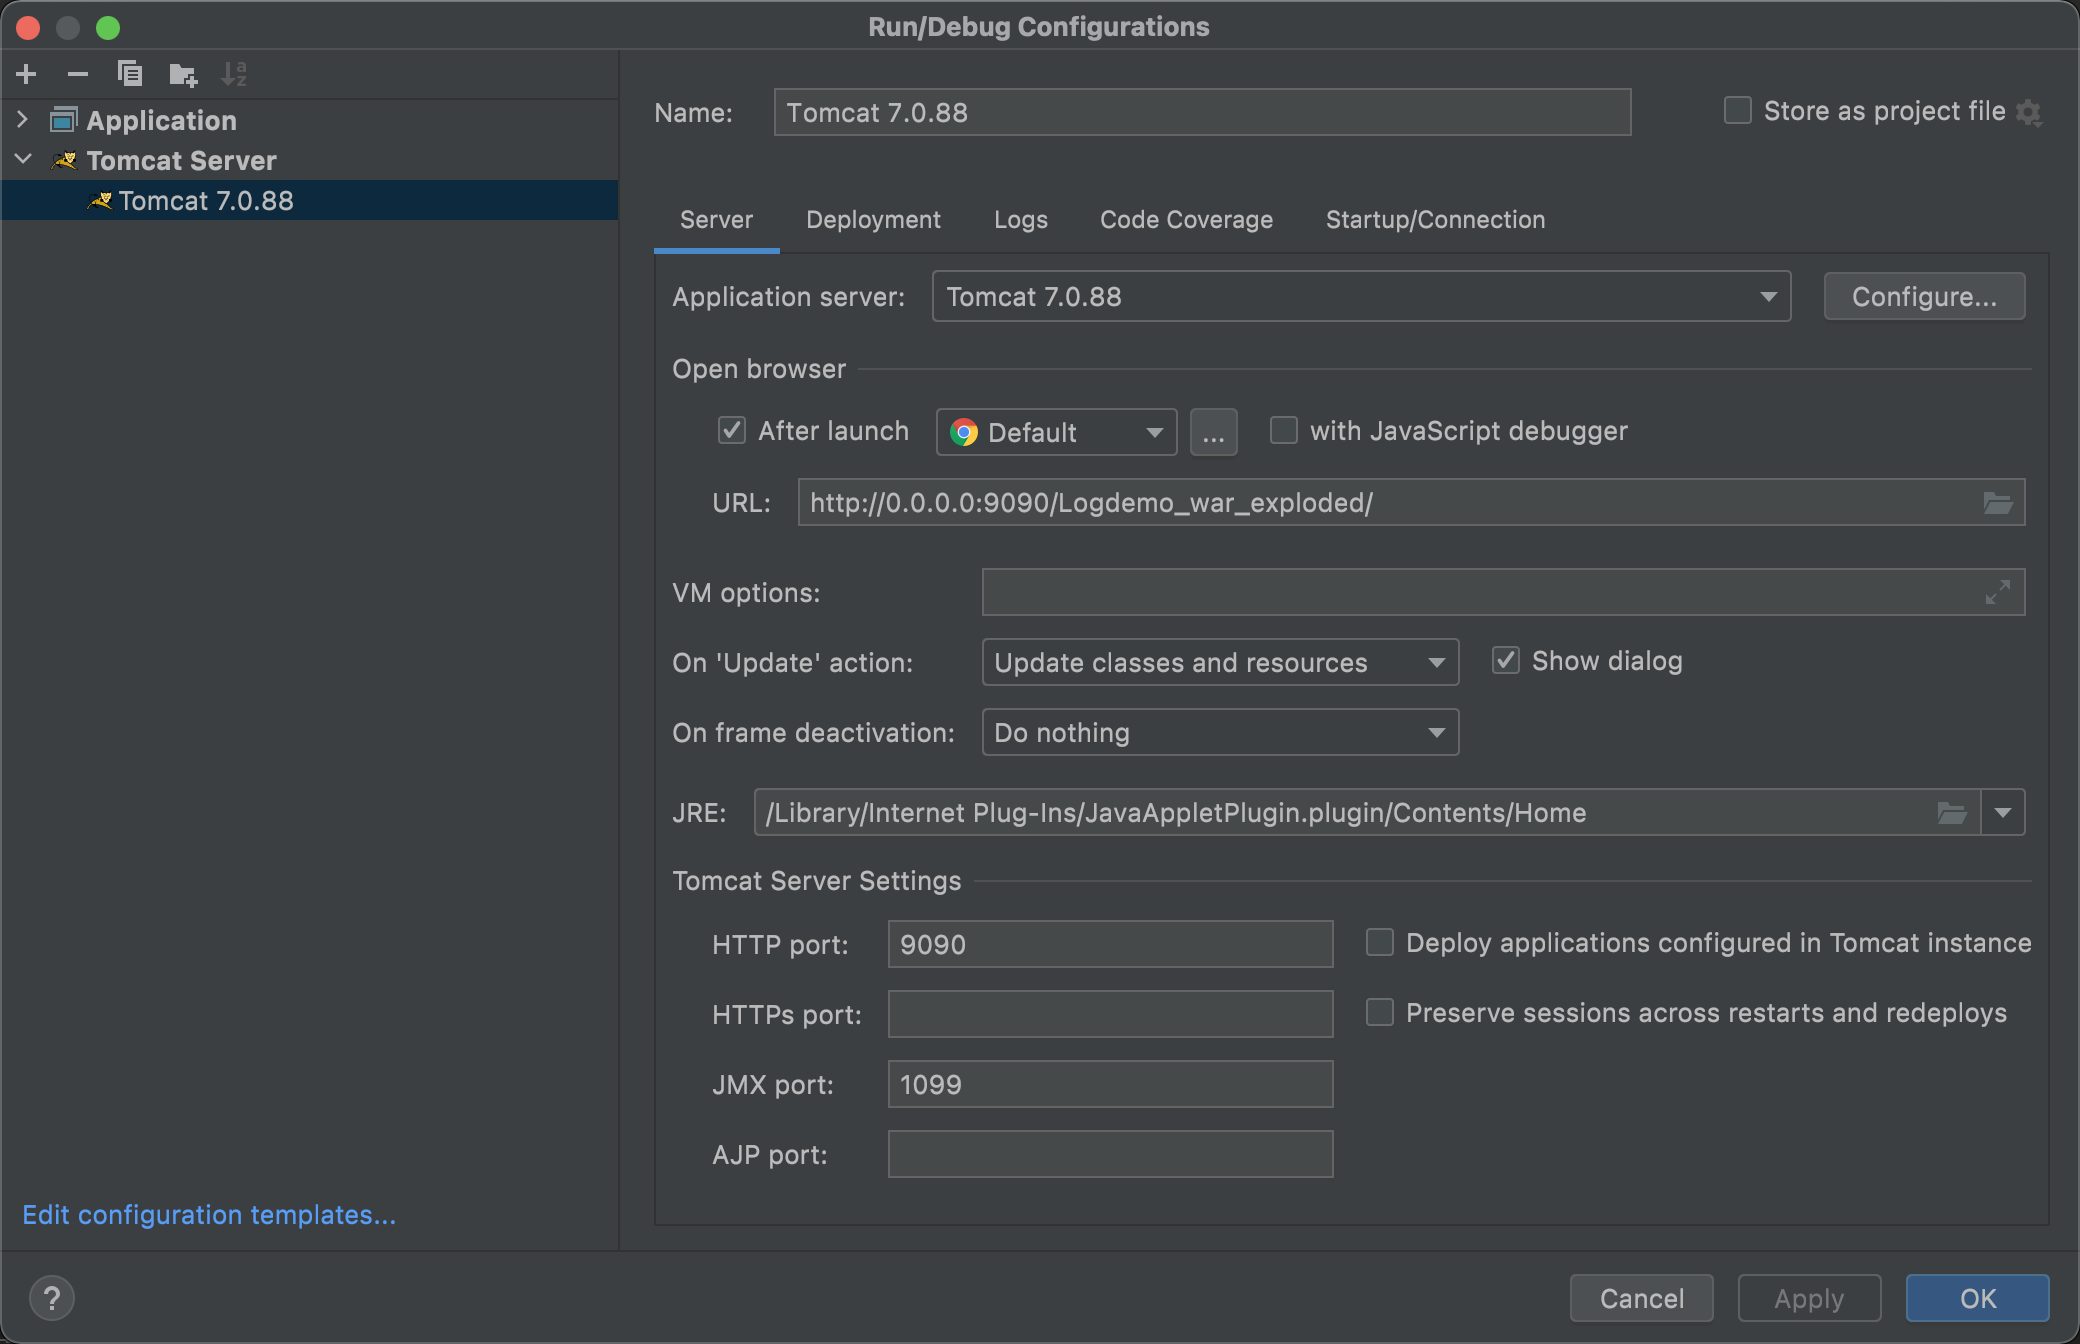 Run/Debug Configurations
Application
Tomcat Server
Tomcat 7.0.88
Edit configuration templates...
Name: Tomcat 7.0.88
Store as project file
Server Deployment Logs Code Coverage Startup/Connection
Application server: Tomcat 7.0.88 Configure...
Open browser
After launch Default ... with JavaScript debugger
URL: http://0.0.0.0:9090/Logdemo_war_exploded/
VM options:
On 'Update' action: Update classes and resources Show dialog
On frame deactivation: Do nothing
JRE: /Library/Internet Plug-Ins/JavaAppletPlugin.plugin/Contents/Home
Tomcat Server Settings
HTTP port: 9090 Deploy applications configured in Tomcat instance
HTTPs port: Preserve sessions across restarts and redeploys
JMX port: 1099
AJP port:
? Cancel Apply OK